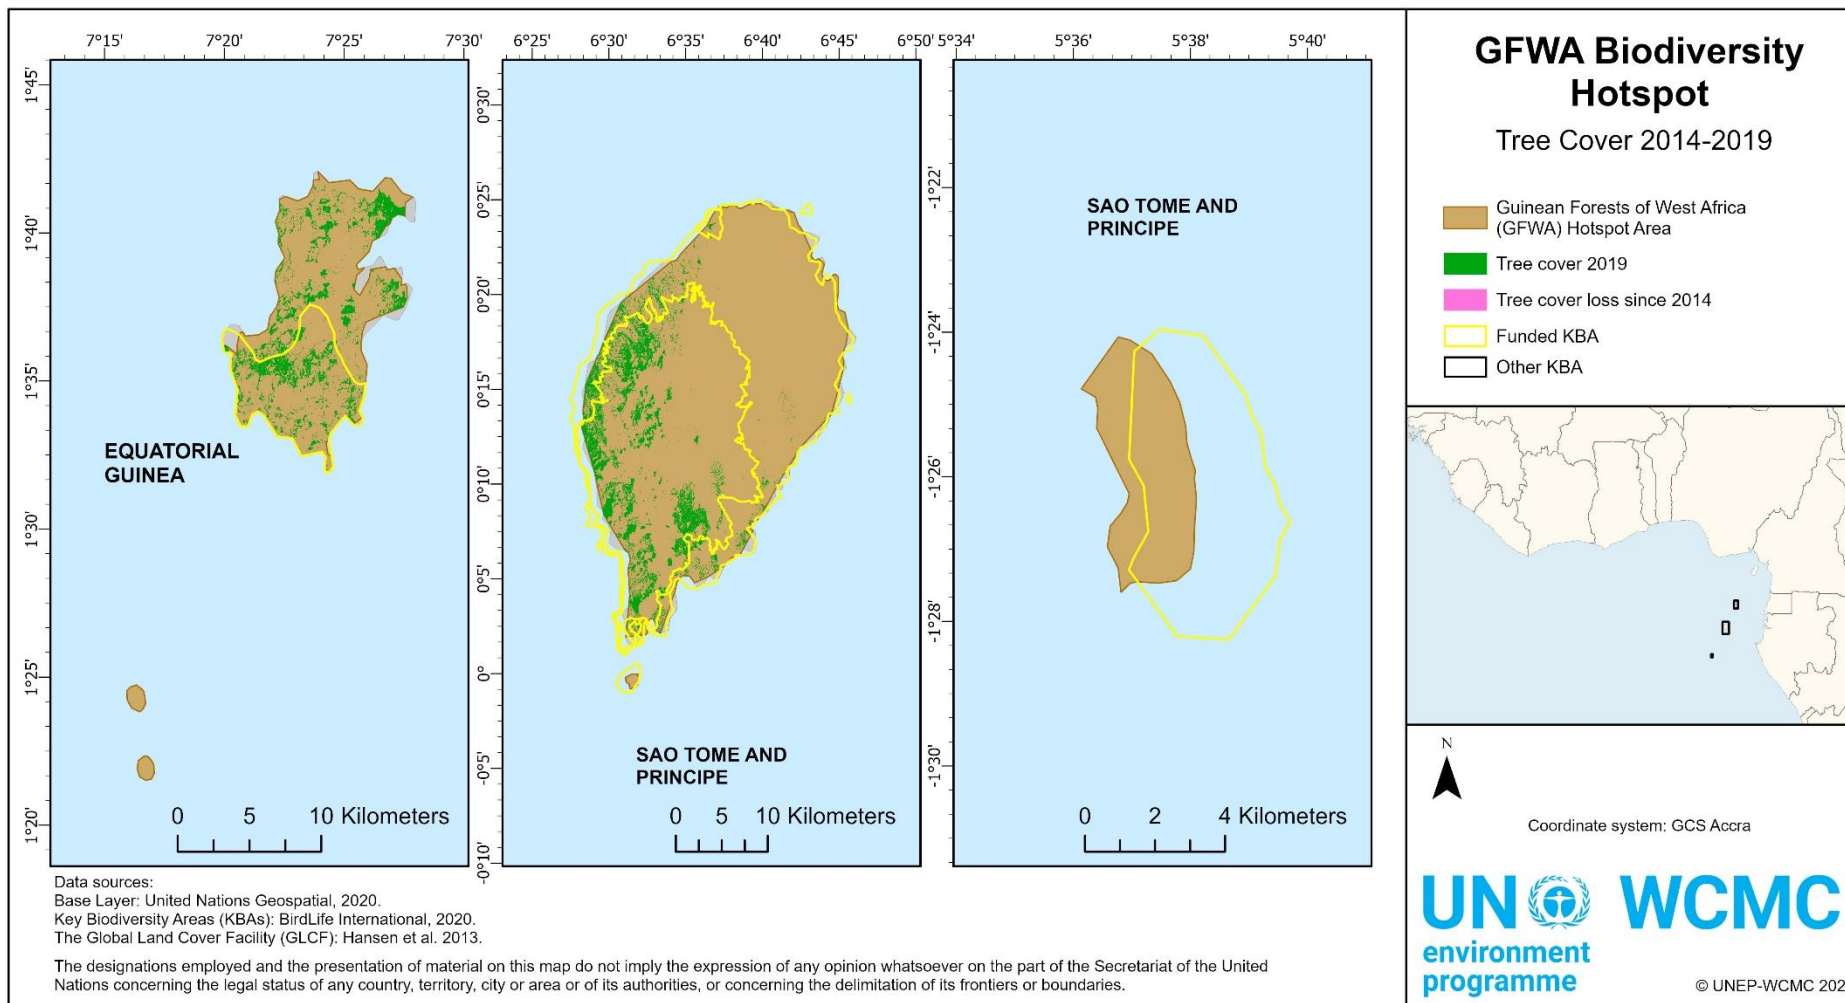 7°15'
7°20'
7°25'
7°30'
6°25'
6°30'
6°35'
6°40'
6°45'
6°50'
5°34'
5°36'
5°38'
5°40'
1°45'
1°40'
1°35'
1°30'
1°25'
1°20'
EQUATORIAL
GUINEA
0 5 10 Kilometers
0°30'
0°25'
0°20'
0°15'
0°10'
0°5'
0°
-0°5'
-0°10'
SAO TOME AND
PRINCIPE
0 5 10 Kilometers
-1°22'
-1°24'
-1°26'
-1°28'
-1°30'
SAO TOME AND
PRINCIPE
0 2 4 Kilometers
GFWA Biodiversity
Hotspot
Tree Cover 2014-2019
Guinean Forests of West Africa
(GFWA) Hotspot Area
Tree cover 2019
Tree cover loss since 2014
Funded KBA
Other KBA
N
Coordinate system: GCS Accra
UN WCMC
environment
programme
© UNEP-WCMC 202
Data sources:
Base Layer: United Nations Geospatial, 2020.
Key Biodiversity Areas (KBAs): BirdLife International, 2020.
The Global Land Cover Facility (GLCF): Hansen et al. 2013.
The designations employed and the presentation of material on this map do not imply the expression of any opinion whatsoever on the part of the Secretariat of the United
Nations concerning the legal status of any country, territory, city or area or of its authorities, or concerning the delimitation of its frontiers or boundaries.